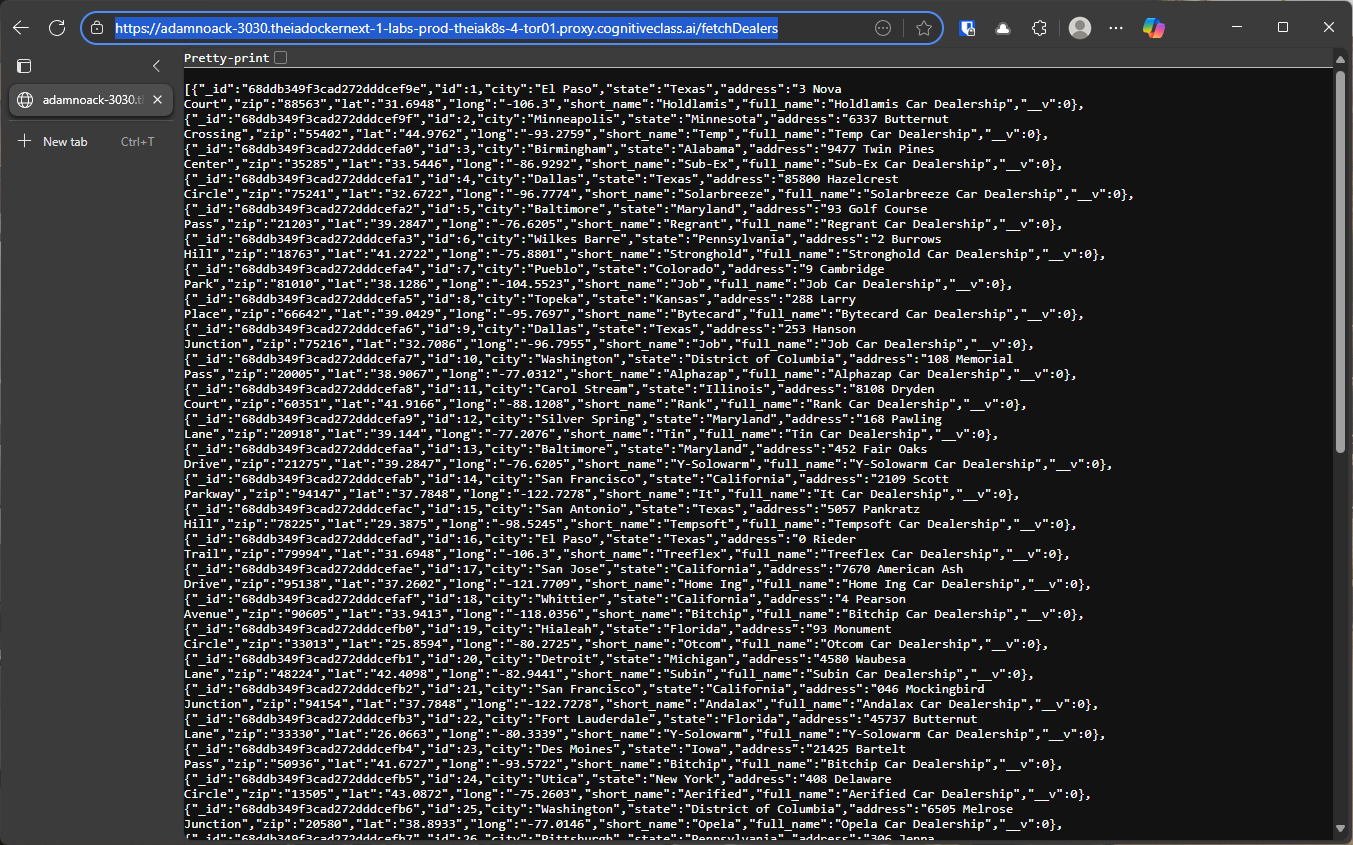 https://adamnoack-3030.theiadockernext-1-labs-prod-theiak8s-4-tor01.proxy.cognitiveclass.ai/fetchDealers
adamnoack-3030.t
New tab Ctrl+T
Pretty-print
[{"_id":"68ddb349f3cad272dddcef9e","id":1,"city":"El Paso","state":"Texas","address":"3 Nova
Court","zip":"88563","lat":"31.6948","long":"-106.3","short_name":"Holdlamis","full_name":"Holdlamis Car Dealership","__v":0},
{"_id":"68ddb349f3cad272dddcef9f","id":2,"city":"Minneapolis","state":"Minnesota","address":"6337 Butternut
Crossing","zip":"55402","lat":"44.9762","long":"-93.2759","short_name":"Temp","full_name":"Temp Car Dealership","__v":0},
{"_id":"68ddb349f3cad272dddcefa0","id":3,"city":"Birmingham","state":"Alabama","address":"9477 Twin Pines
Center","zip":"35285","lat":"33.5446","long":"-86.9292","short_name":"Sub-Ex","full_name":"Sub-Ex Car Dealership","__v":0},
{"_id":"68ddb349f3cad272dddcefa1","id":4,"city":"Dallas","state":"Texas","address":"85800 Hazelcrest
Circle","zip":"75241","lat":"32.6722","long":"-96.7774","short_name":"Solarbreeze","full_name":"Solarbreeze Car Dealership","__v":0},
{"_id":"68ddb349f3cad272dddcefa2","id":5,"city":"Baltimore","state":"Maryland","address":"93 Golf Course
Pass","zip":"21203","lat":"39.2847","long":"-76.6205","short_name":"Regrant","full_name":"Regrant Car Dealership","__v":0},
{"_id":"68ddb349f3cad272dddcefa3","id":6,"city":"Wilkes Barre","state":"Pennsylvania","address":"2 Burrows
Hill","zip":"18763","lat":"41.2722","long":"-75.8801","short_name":"Stronghold","full_name":"Stronghold Car Dealership","__v":0},
{"_id":"68ddb349f3cad272dddcefa4","id":7,"city":"Pueblo","state":"Colorado","address":"9 Cambridge
Park","zip":"81010","lat":"38.1286","long":"-104.5523","short_name":"Job","full_name":"Job Car Dealership","__v":0},
{"_id":"68ddb349f3cad272dddcefa5","id":8,"city":"Topeka","state":"Kansas","address":"288 Larry
Place","zip":"66642","lat":"39.0429","long":"-95.7697","short_name":"Bytecard","full_name":"Bytecard Car Dealership","__v":0},
{"_id":"68ddb349f3cad272dddcefa6","id":9,"city":"Dallas","state":"Texas","address":"253 Hanson
Junction","zip":"75216","lat":"32.7086","long":"-96.7955","short_name":"Job","full_name":"Job Car Dealership","__v":0},
{"_id":"68ddb349f3cad272dddcefa7","id":10,"city":"Washington","state":"District of Columbia","address":"108 Memorial
Pass","zip":"20005","lat":"38.9067","long":"-77.0312","short_name":"Alphazap","full_name":"Alphazap Car Dealership","__v":0},
{"_id":"68ddb349f3cad272dddcefa8","id":11,"city":"Carol Stream","state":"Illinois","address":"8108 Dryden
Court","zip":"60351","lat":"41.9166","long":"-88.1208","short_name":"Rank","full_name":"Rank Car Dealership","__v":0},
{"_id":"68ddb349f3cad272dddcefa9","id":12,"city":"Silver Spring","state":"Maryland","address":"168 Pawling
Lane","zip":"20918","lat":"39.144","long":"-77.2076","short_name":"Tin","full_name":"Tin Car Dealership","__v":0},
{"_id":"68ddb349f3cad272dddcefaa","id":13,"city":"Baltimore","state":"Maryland","address":"452 Fair Oaks
Drive","zip":"21275","lat":"39.2847","long":"-76.6205","short_name":"Y-Solowarm","full_name":"Y-Solowarm Car Dealership","__v":0},
{"_id":"68ddb349f3cad272dddcefab","id":14,"city":"San Francisco","state":"California","address":"2109 Scott
Parkway","zip":"94147","lat":"37.7848","long":"-122.7278","short_name":"It","full_name":"It Car Dealership","__v":0},
{"_id":"68ddb349f3cad272dddcefac","id":15,"city":"San Antonio","state":"Texas","address":"5057 Pankratz
Hill","zip":"78225","lat":"29.3875","long":"-98.5245","short_name":"Tempsoft","full_name":"Tempsoft Car Dealership","__v":0},
{"_id":"68ddb349f3cad272dddcefad","id":16,"city":"El Paso","state":"Texas","address":"0 Rieder
Trail","zip":"79994","lat":"31.6948","long":"-106.3","short_name":"Treeflex","full_name":"Treeflex Car Dealership","__v":0},
{"_id":"68ddb349f3cad272dddcefae","id":17,"city":"San Jose","state":"California","address":"7670 American Ash
Drive","zip":"95138","lat":"37.2602","long":"-121.7709","short_name":"Home Ing","full_name":"Home Ing Car Dealership","__v":0},
{"_id":"68ddb349f3cad272dddcefaf","id":18,"city":"Whittier","state":"California","address":"4 Pearson
Avenue","zip":"90605","lat":"33.9413","long":"-118.0356","short_name":"Bitchip","full_name":"Bitchip Car Dealership","__v":0},
{"_id":"68ddb349f3cad272dddcefb0","id":19,"city":"Hialeah","state":"Florida","address":"93 Monument
Circle","zip":"33013","lat":"25.8594","long":"-80.2725","short_name":"Otcom","full_name":"Otcom Car Dealership","__v":0},
{"_id":"68ddb349f3cad272dddcefb1","id":20,"city":"Detroit","state":"Michigan","address":"4580 Waubesa
Lane","zip":"48224","lat":"42.4098","long":"-82.9441","short_name":"Subin","full_name":"Subin Car Dealership","__v":0},
{"_id":"68ddb349f3cad272dddcefb2","id":21,"city":"San Francisco","state":"California","address":"046 Mockingbird
Junction","zip":"94154","lat":"37.7848","long":"-122.7278","short_name":"Andalax","full_name":"Andalax Car Dealership","__v":0},
{"_id":"68ddb349f3cad272dddcefb3","id":22,"city":"Fort Lauderdale","state":"Florida","address":"45737 Butternut
Lane","zip":"33330","lat":"26.0663","long":"-80.3339","short_name":"Y-Solowarm","full_name":"Y-Solowarm Car Dealership","__v":0},
{"_id":"68ddb349f3cad272dddcefb4","id":23,"city":"Des Moines","state":"Iowa","address":"21425 Bartelt
Pass","zip":"50936","lat":"41.6727","long":"-93.5722","short_name":"Bitchip","full_name":"Bitchip Car Dealership","__v":0},
{"_id":"68ddb349f3cad272dddcefb5","id":24,"city":"Utica","state":"New York","address":"408 Delaware
Circle","zip":"13505","lat":"43.0872","long":"-75.2603","short_name":"Aerified","full_name":"Aerified Car Dealership","__v":0},
{"_id":"68ddb349f3cad272dddcefb6","id":25,"city":"Washington","state":"District of Columbia","address":"6505 Melrose
Junction","zip":"20580","lat":"38.8933","long":"-77.0146","short_name":"Opela","full_name":"Opela Car Dealership","__v":0},
{"_id":"68ddb349f3cad272dddcefb7","id":26,"city":"Pittsburgh","state":"Pennsylvania","address":"306 Jenna